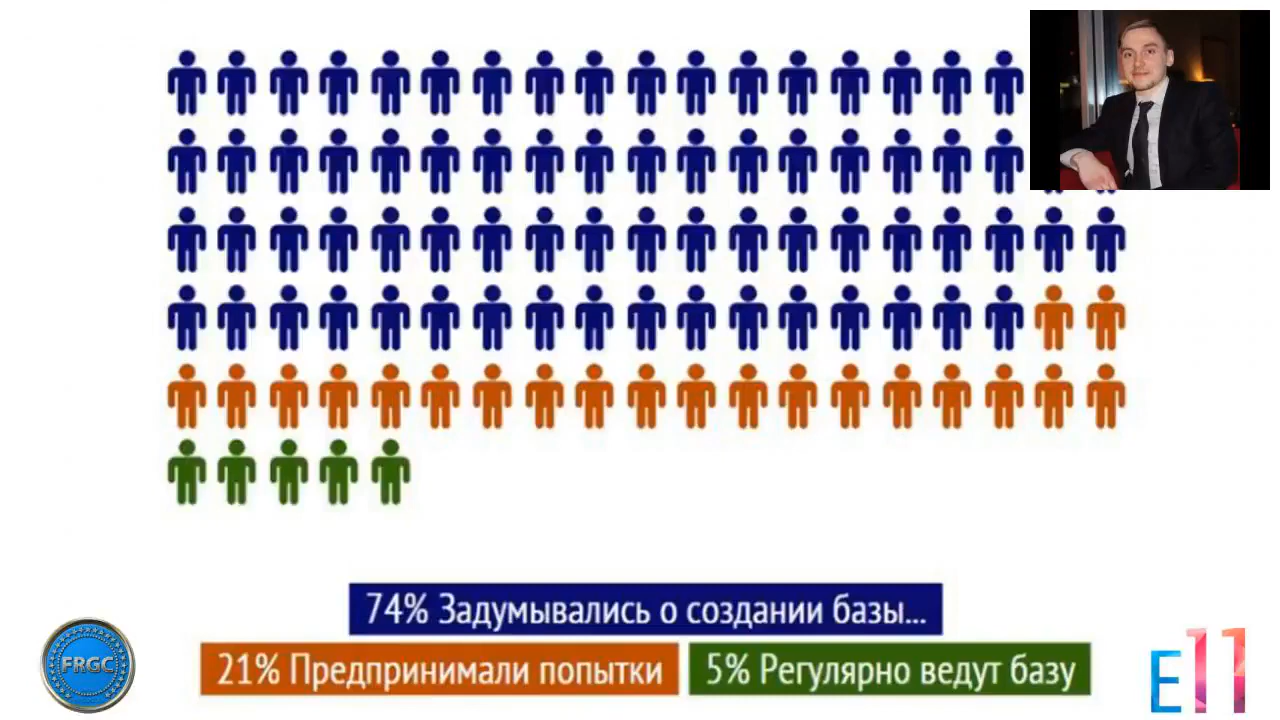 74% Задумывались о создании базы...
21% Предпринимали попытки
5% Регулярно ведут базу
FRGC
E11